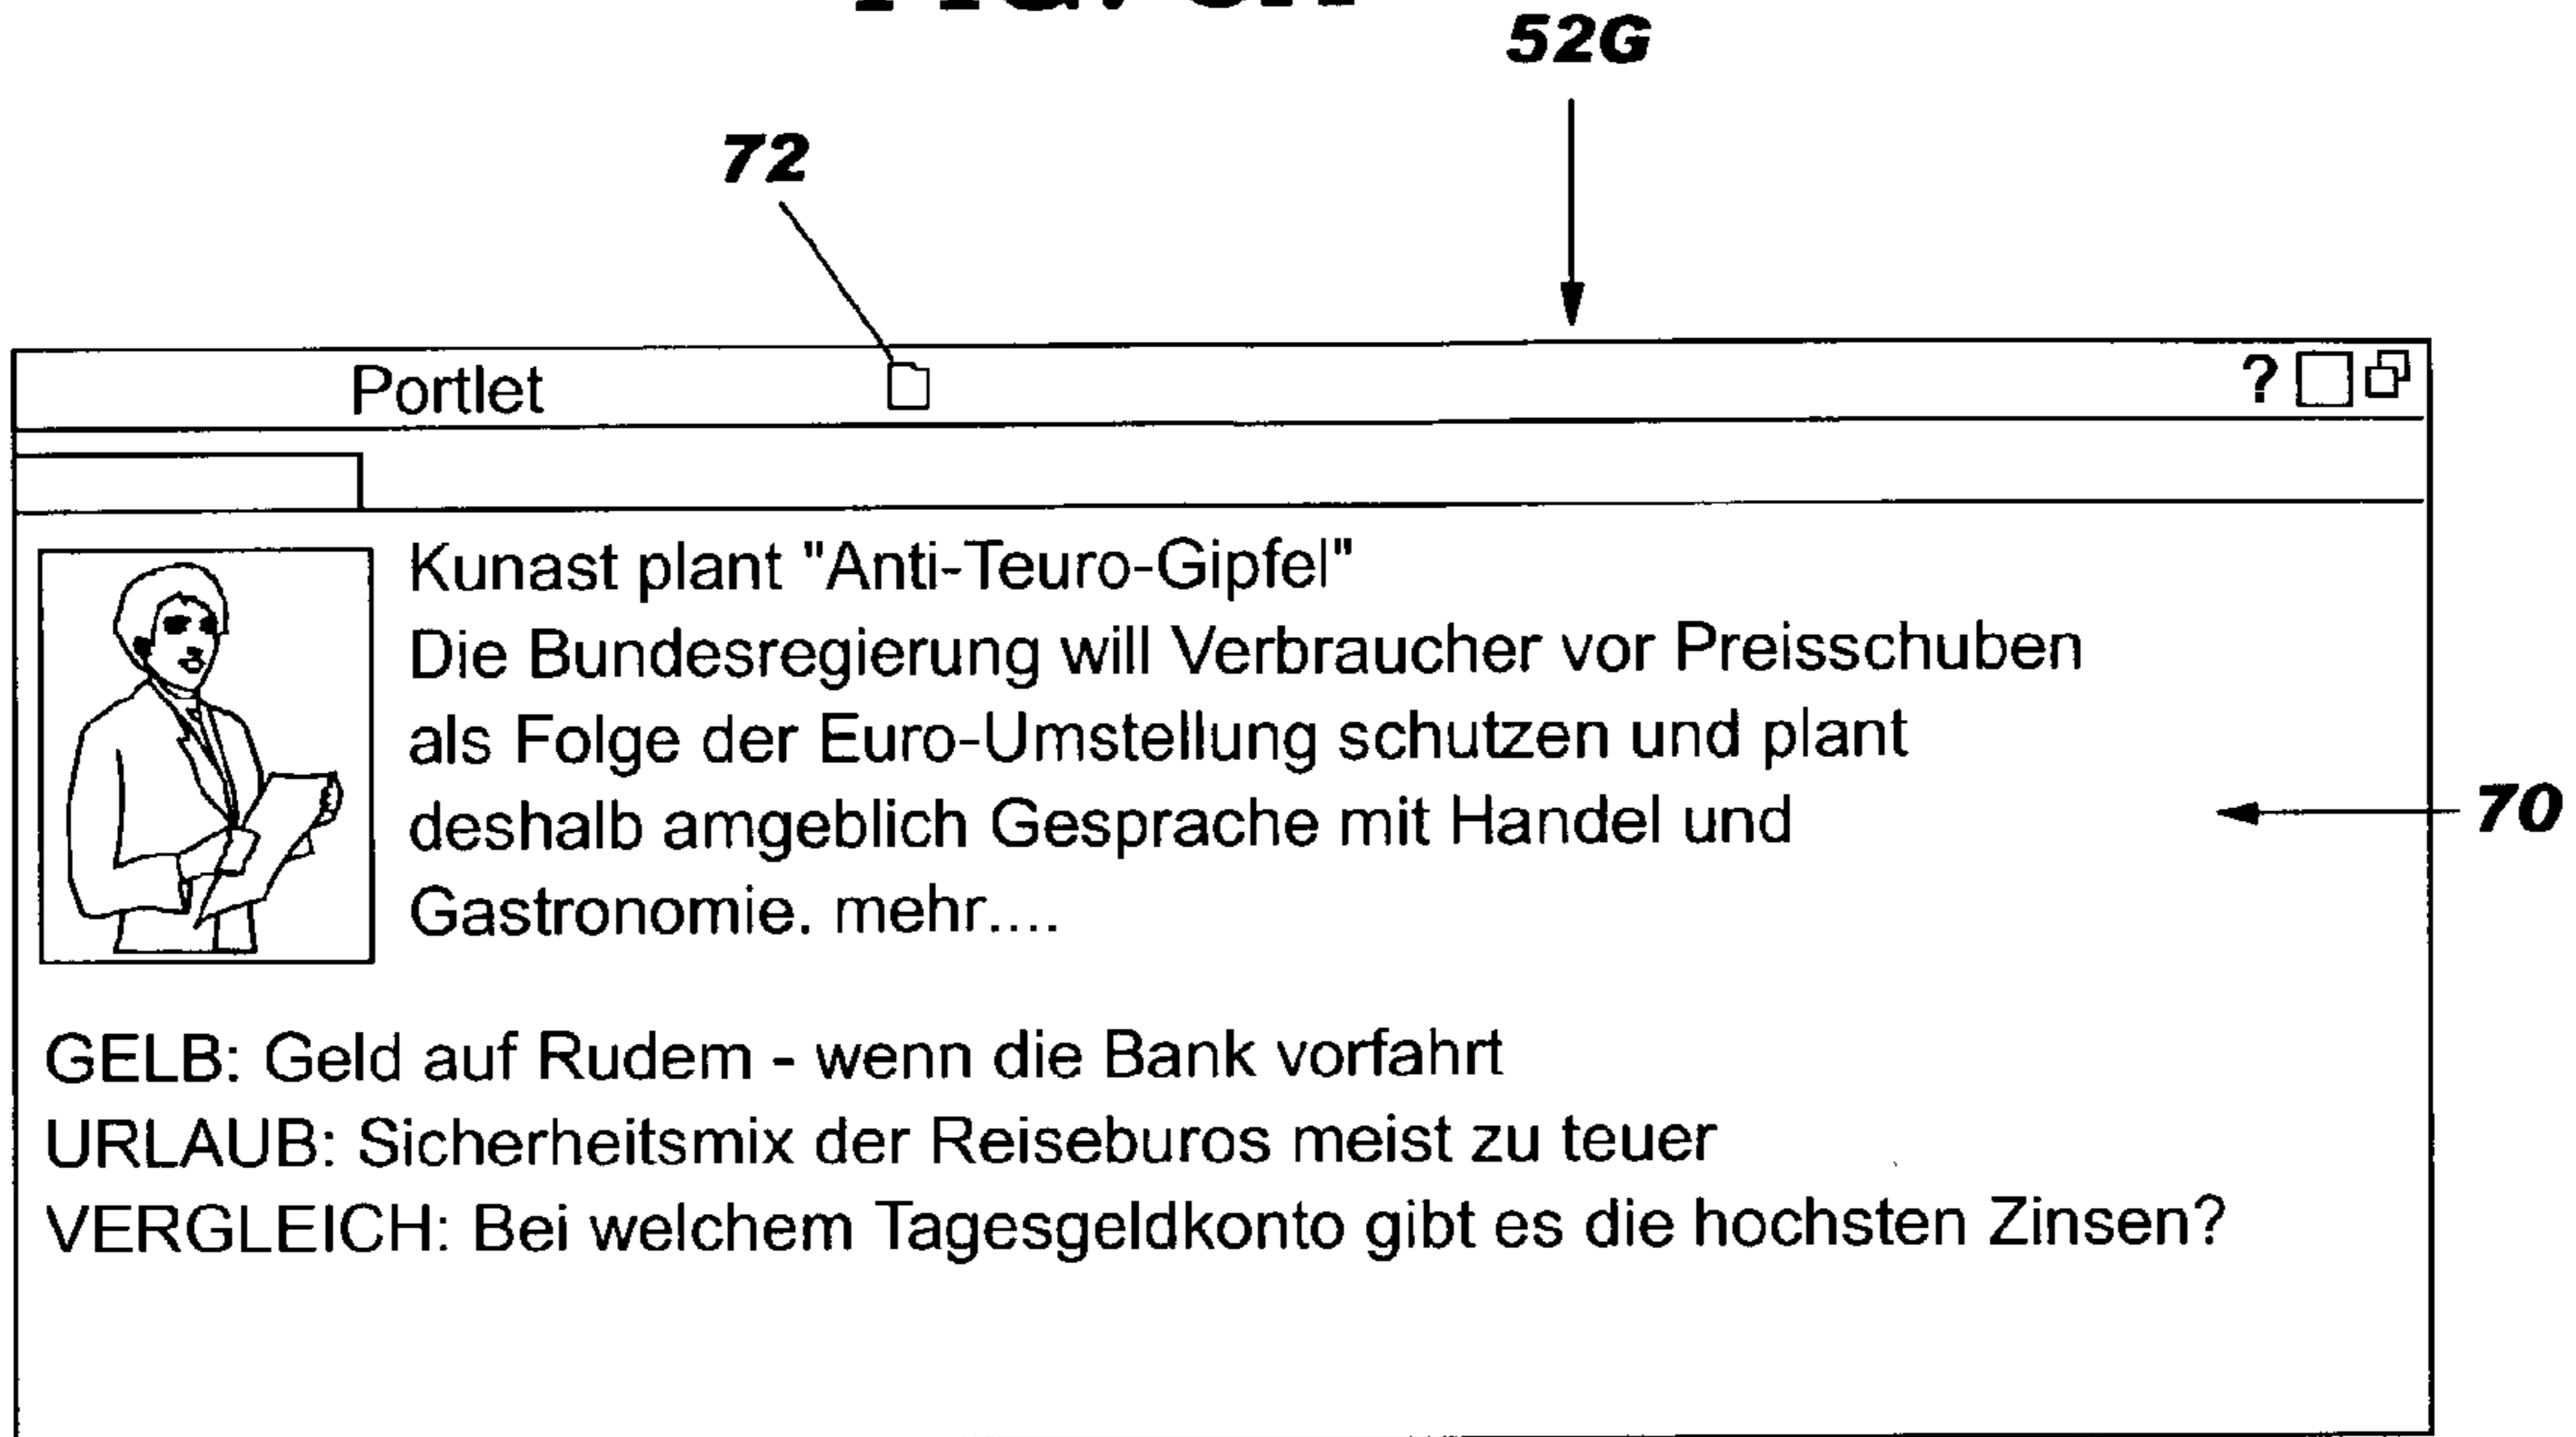 52G
72
Portlet ?
Kunast plant "Anti-Teuro-Gipfel"
Die Bundesregierung will Verbraucher vor Preisschuben
als Folge der Euro-Umstellung schutzen und plant
deshalb amgeblich Gesprache mit Handel und
Gastronomie. mehr....
70
GELB: Geld auf Rudem - wenn die Bank vorfahrt
URLAUB: Sicherheitsmix der Reiseburos meist zu teuer
VERGLEICH: Bei welchem Tagesgeldkonto gibt es die hochsten Zinsen?